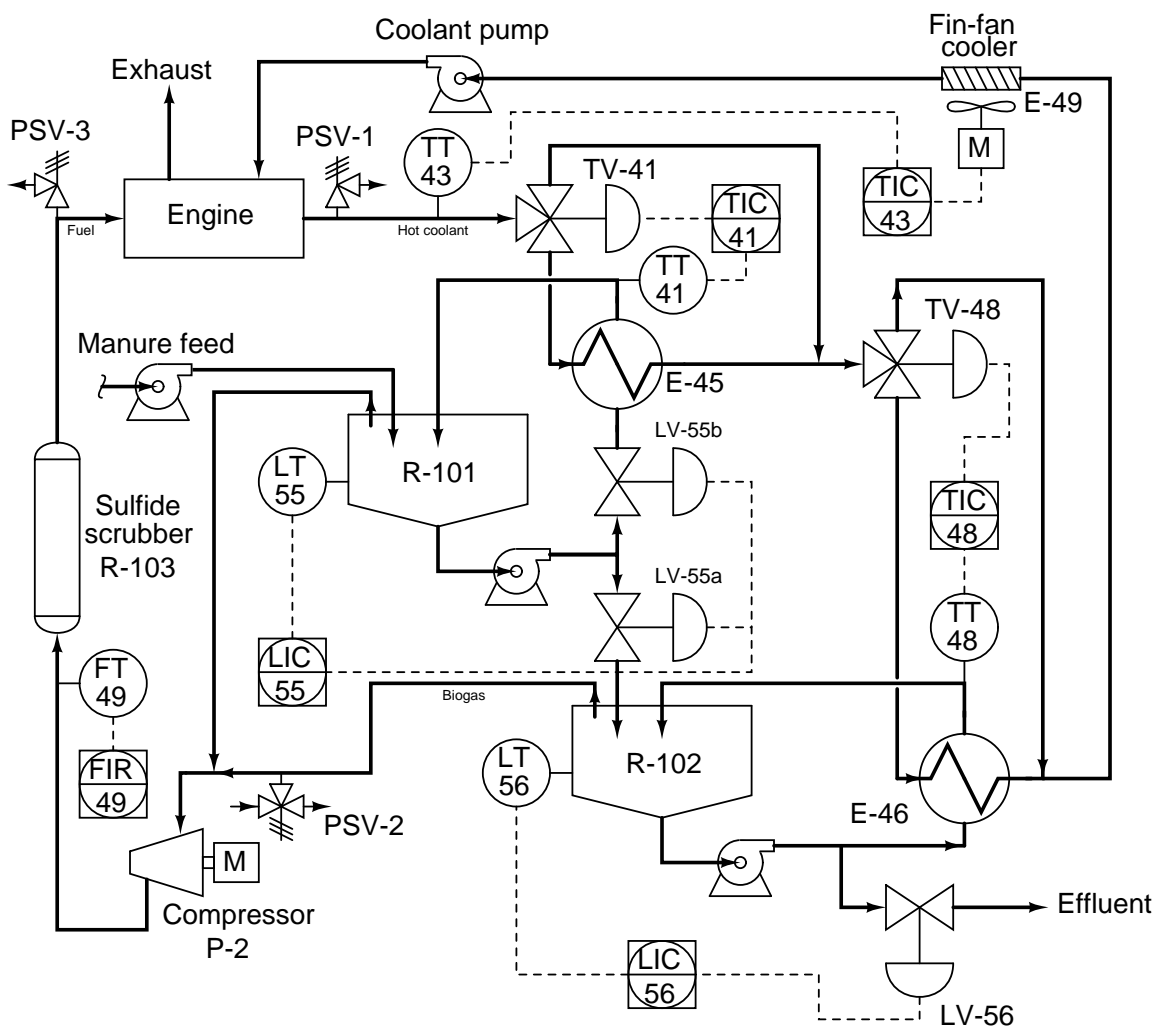 Coolant pump
Fin-fan
cooler
Exhaust
E-49
PSV-3
PSV-1
TT
43
M
TV-41
TIC
43
Engine
TIC
41
Fuel
Hot coolant
TT
41
TV-48
Manure feed
E-45
LV-55b
R-101
LT
55
TIC
48
Sulfide
scrubber
R-103
LV-55a
TT
48
LIC
55
FT
49
Biogas
R-102
LT
56
FIR
49
PSV-2
E-46
M
Compressor
P-2
Effluent
LIC
56
LV-56